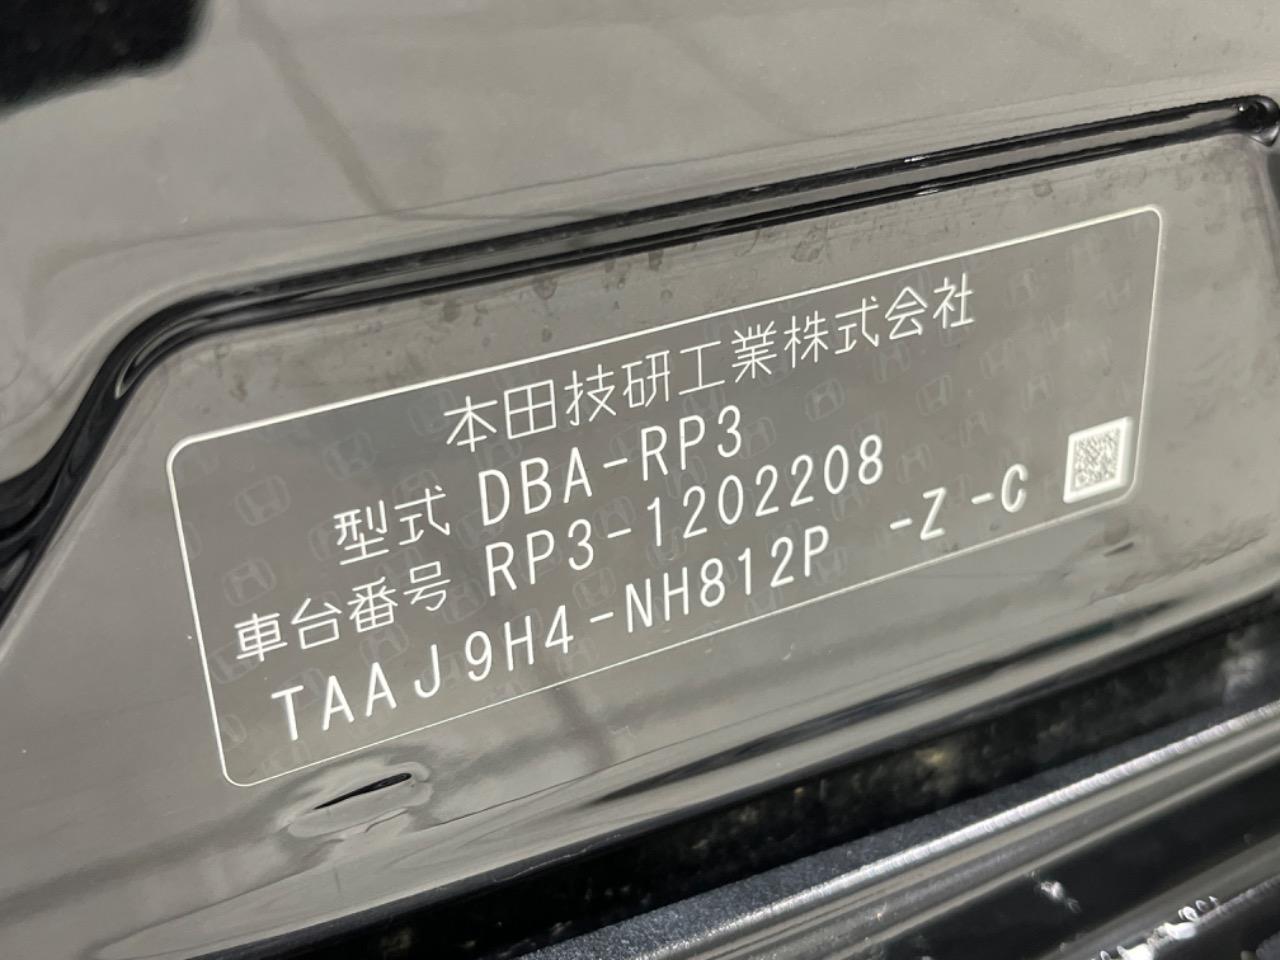 本田技研工業株式会社
型式 DBA-RP3
車台番号 RP3-1202208
TAAJ9H4-NH812P -Z-C